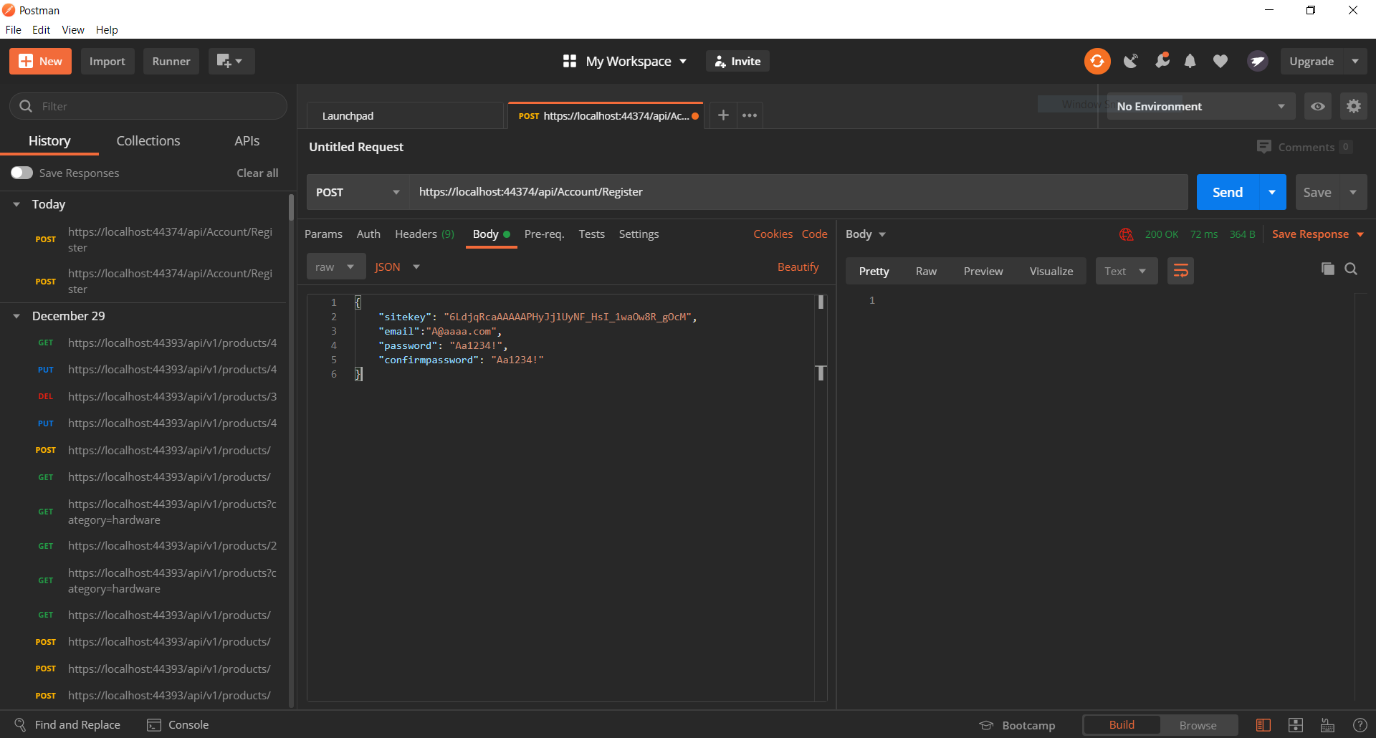 Postman
File Edit View Help
New Import Runner My Workspace Invite Upgrade
Filter
History Collections APIs
Save Responses Clear all
Today
POST https://localhost:44374/api/Account/Regi
ster
POST https://localhost:44374/api/Account/Regi
ster
December 29
GET https://localhost:44393/api/v1/products/4
PUT https://localhost:44393/api/v1/products/4
DEL https://localhost:44393/api/v1/products/3
PUT https://localhost:44393/api/v1/products/4
POST https://localhost:44393/api/v1/products/
GET https://localhost:44393/api/v1/products/
GET https://localhost:44393/api/v1/products?c
ategory=hardware
GET https://localhost:44393/api/v1/products/2
GET https://localhost:44393/api/v1/products?c
ategory=hardware
GET https://localhost:44393/api/v1/products/
POST https://localhost:44393/api/v1/products/
POST https://localhost:44393/api/v1/products/
POST https://localhost:44393/api/v1/products/
Launchpad POST https://localhost:44374/api/Ac... No Environment
Untitled Request Comments 0
POST https://localhost:44374/api/Account/Register Send Save
Params Auth Headers (9) Body Pre-req. Tests Settings Cookies Code
raw JSON Beautify
1 {
2 "sitekey": "6LdjqRcaAAAAAPHyJjlUyNF_HsI_1waOw8R_gOcM",
3 "email":"A@aaaa.com",
4 "password": "Aa1234!",
5 "confirmpassword": "Aa1234!"
6 }
Body 200 OK 72 ms 364 B Save Response
Pretty Raw Preview Visualize Text
1
Find and Replace Console Bootcamp Build Browse